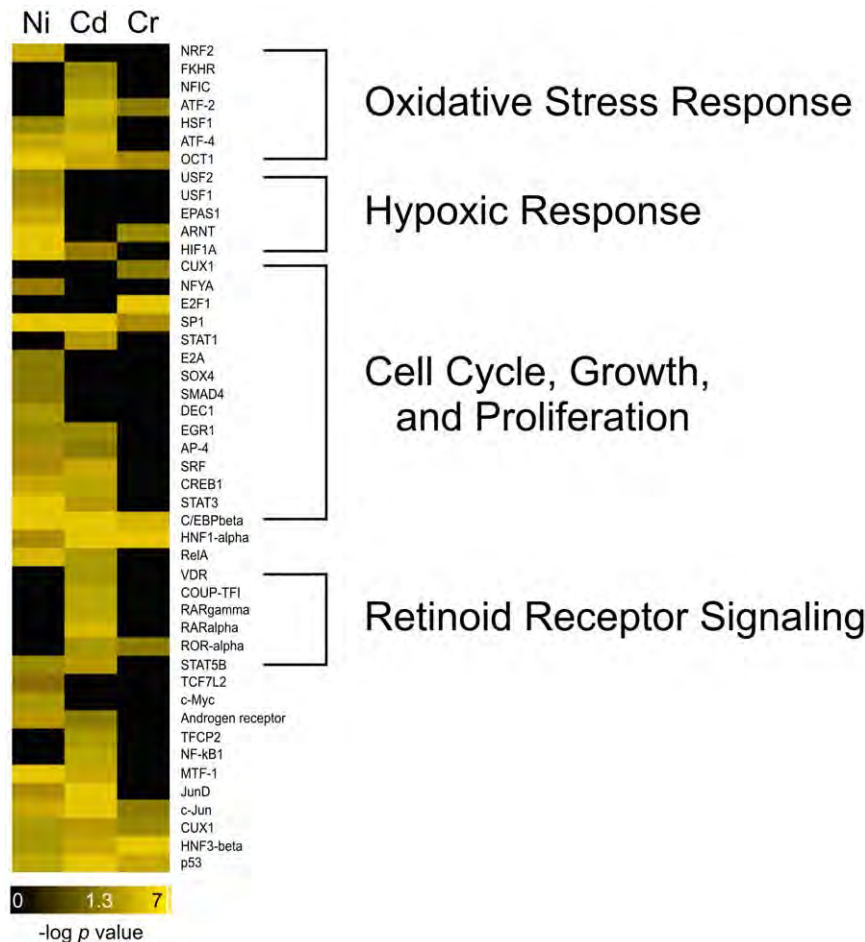 Ni Cd Cr
NRF2
FKHR
NFIC
ATF-2
HSF1
ATF-4
OCT1
Oxidative Stress Response
USF2
USF1
EPAS1
ARNT
HIF1A
Hypoxic Response
CUX1
NFYA
E2F1
SP1
STAT1
E2A
SOX4
SMAD4
DEC1
EGR1
AP-4
SRF
CREB1
STAT3
C/EBPbeta
Cell Cycle, Growth,
and Proliferation
HNF1-alpha
RelA
VDR
COUP-TFI
RARgamma
RARalpha
ROR-alpha
STAT5B
Retinoid Receptor Signaling
TCF7L2
c-Myc
Androgen receptor
TFCP2
NF-kB1
MTF-1
JunD
c-Jun
CUX1
HNF3-beta
p53
0 1.3 7
-log p value